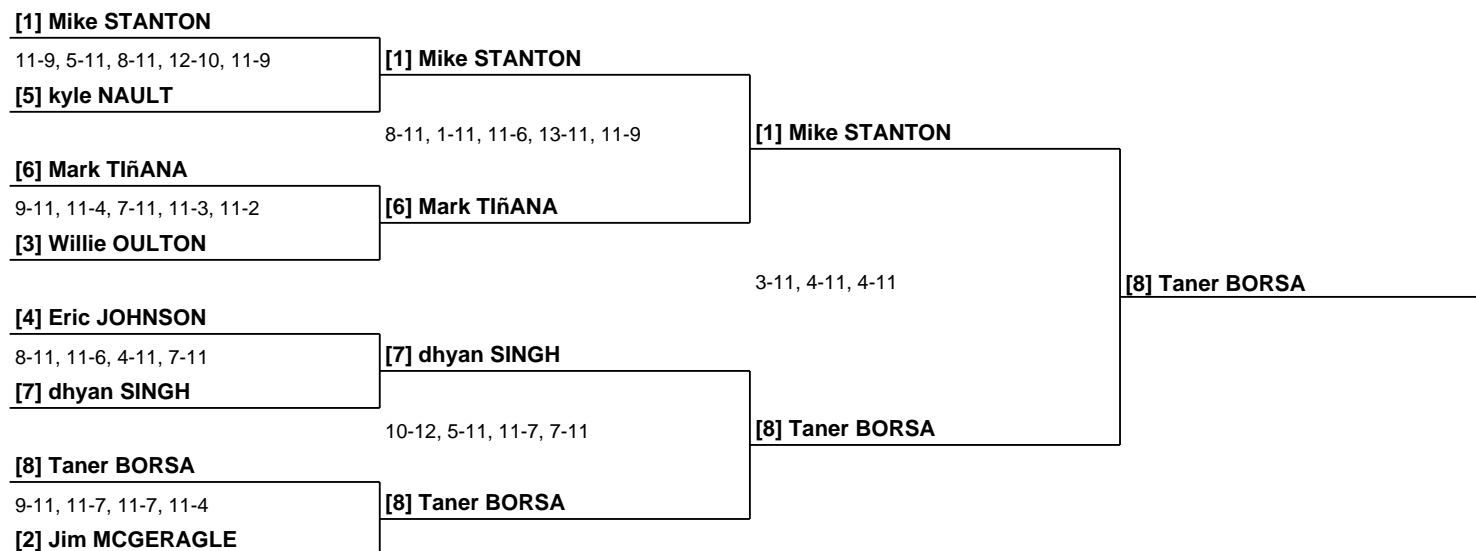 [1] Mike STANTON
11-9, 5-11, 8-11, 12-10, 11-9
[5] kyle NAULT
[1] Mike STANTON
8-11, 1-11, 11-6, 13-11, 11-9
[6] Mark TIñANA
9-11, 11-4, 7-11, 11-3, 11-2
[3] Willie OULTON
[6] Mark TIñANA
[1] Mike STANTON
3-11, 4-11, 4-11
[8] Taner BORSA
[4] Eric JOHNSON
8-11, 11-6, 4-11, 7-11
[7] dhyan SINGH
[7] dhyan SINGH
10-12, 5-11, 11-7, 7-11
[8] Taner BORSA
[8] Taner BORSA
9-11, 11-7, 11-7, 11-4
[2] Jim MCGERAGLE
[8] Taner BORSA